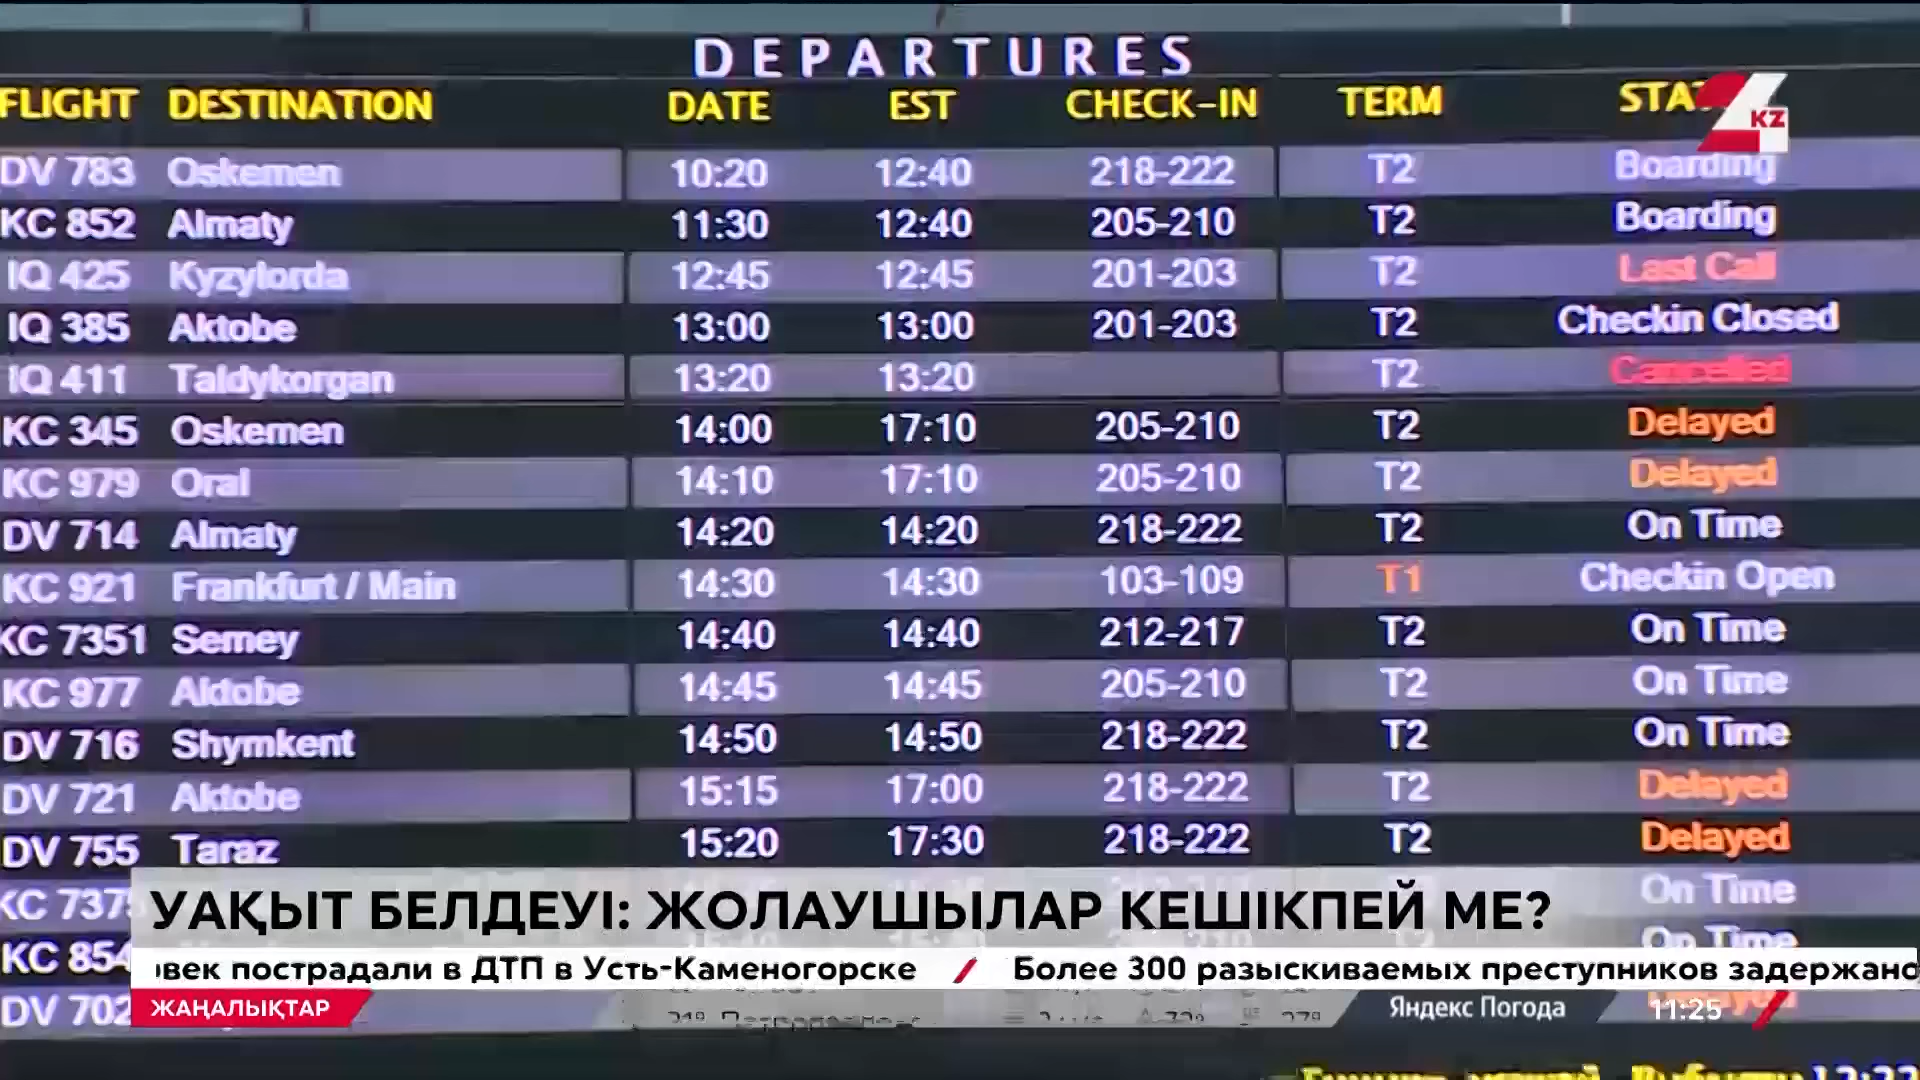 DEPARTURES
FLIGHT DESTINATION DATE EST CHECK-IN TERM
KZ
DV 783 Oskemen 10:20 12:40 218-222 T2 Boarding
KC 852 Almaty 11:30 12:40 205-210 T2 Boarding
IQ 425 Kyzylorda 12:45 12:45 201-203 T2 Last Call
IQ 385 Aktobe 13:00 13:00 201-203 T2 Checkin Closed
IQ 411 Taldykorgan 13:20 13:20 T2 Cancelled
KC 345 Oskemen 14:00 17:10 205-210 T2 Delayed
KC 979 Oral 14:10 17:10 205-210 T2 Delayed
DV 714 Almaty 14:20 14:20 218-222 T2 On Time
KC 921 Frankfurt / Main 14:30 14:30 103-109 T1 Checkin Open
KC 7351 Semey 14:40 14:40 212-217 T2 On Time
KC 977 Aktobe 14:45 14:45 205-210 T2 On Time
DV 716 Shymkent 14:50 14:50 218-222 T2 On Time
DV 721 Aktobe 15:15 17:00 218-222 T2 Delayed
DV 755 Taraz 15:20 17:30 218-222 T2 Delayed
KC On Time
УАҚЫТ БЕЛДЕУІ: ЖОЛАУШЫЛАР КЕШІКПЕЙ МЕ?
KC 854 On Time
пострадали в ДТП в Усть-Каменогорске / Более 300 разыскиваемых преступников
DV 702
ЖАҢАЛЫҚТАР Яндекс Погода 11:25